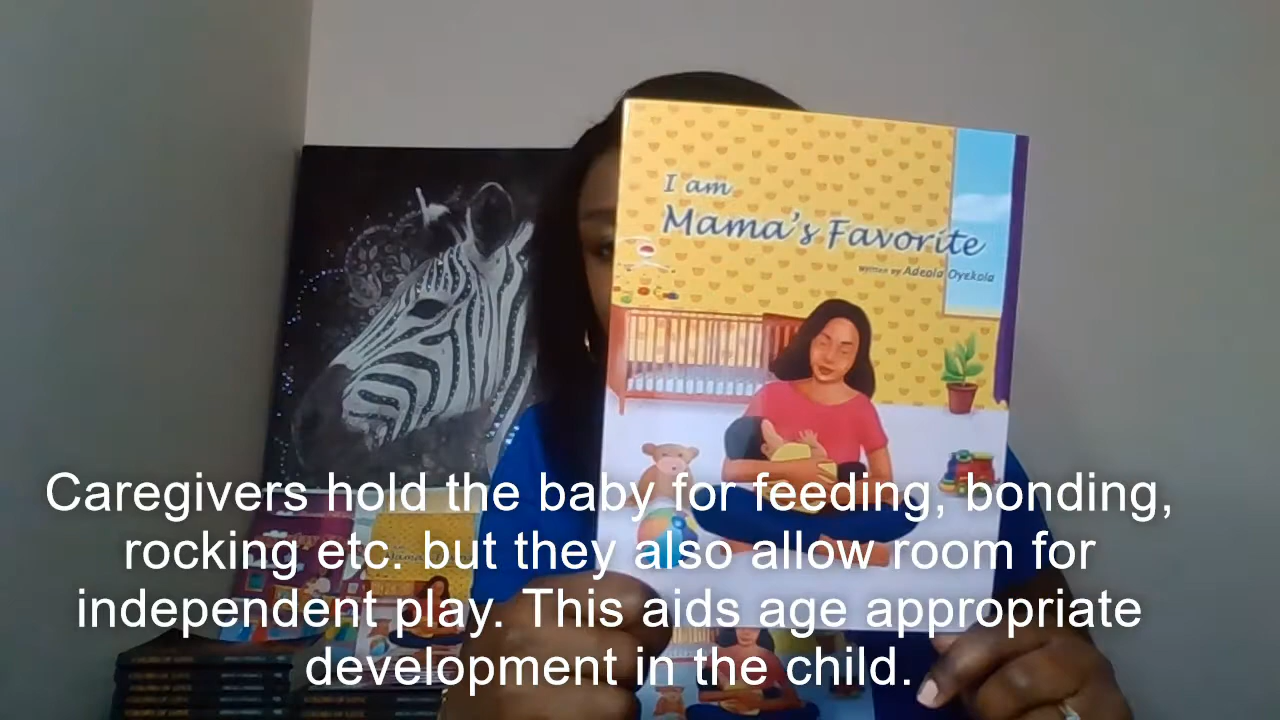 I am
Mama's Favorite
Written by Adeola Oyekola
Caregivers hold the baby for feeding, bonding,
rocking etc. but they also allow room for
independent play. This aids age appropriate
development in the child.